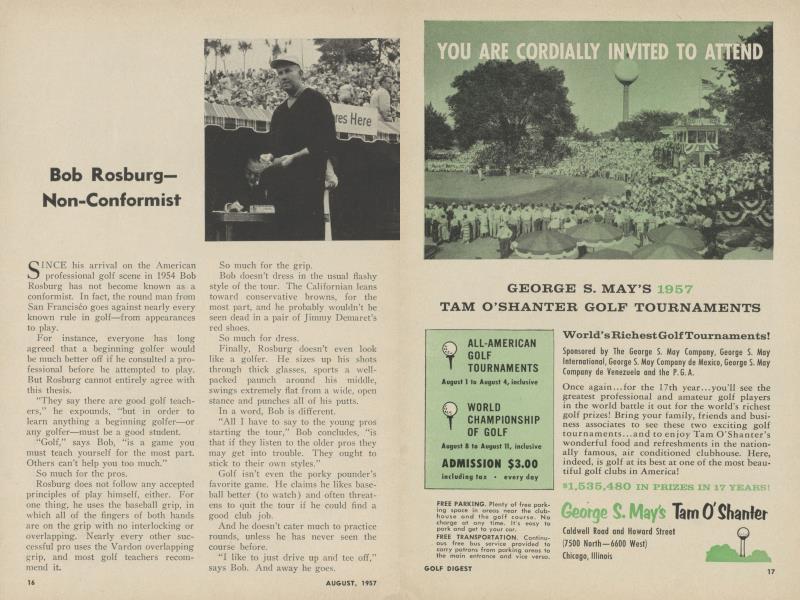 Bob Rosburg—
Non-Conformist
res Here
SINCE his arrival on the American
professional golf scene in 1954 Bob
Rosburg has not become known as a
conformist. In fact, the round man from
San Francisco goes against nearly every
known rule in golf—from appearances
to play.
For instance, everyone has long
agreed that a beginning golfer would
be much better off if he consulted a pro-
fessional before he attempted to play.
But Rosburg cannot entirely agree with
this thesis.
"They say there are good golf teach-
ers," he expounds, "but in order to
learn anything a beginning golfer—or
any golfer—must be a good student.
"Golf," says Bob, "is a game you
must teach yourself for the most part.
Others can't help you too much."
So much for the pros.
Rosburg does not follow any accepted
principles of play himself, either. For
one thing, he uses the baseball grip, in
which all of the fingers of both hands
are on the grip with no interlocking or
overlapping. Nearly every other suc-
cessful pro uses the Vardon overlapping
grip, and most golf teachers recom-
mend it.
16
So much for the grip.
Bob doesn't dress in the usual flashy
style of the tour. The Californian leans
toward conservative browns, for the
most part, and he probably wouldn't be
seen dead in a pair of Jimmy Demaret's
red shoes.
So much for dress.
Finally, Rosburg doesn't even look
like a golfer. He sizes up his shots
through thick glasses, sports a well-
packed paunch around his middle,
swings extremely flat from a wide, open
stance and punches all of his putts.
In a word, Bob is different.
"All I have to say to the young pros
starting the tour," Bob concludes, "is
that if they listen to the older pros they
may get into trouble. They ought to
stick to their own styles."
Golf isn't even the porky pounder's
favorite game. He claims he likes base-
ball better (to watch) and often threat-
ens to quit the tour if he could find a
good club job.
And he doesn't cater much to practice
rounds, unless he has never seen the
course before.
"I like to just drive up and tee off,"
says Bob. And away he goes.
AUGUST, 1957
YOU ARE CORDIALLY INVITED TO ATTEND
GEORGE S. MAY'S 1957
TAM O'SHANTER GOLF TOURNAMENTS
ALL-AMERICAN
GOLF
TOURNAMENTS
August 1 to August 4, inclusive
WORLD
CHAMPIONSHIP
OF GOLF
August 8 to August 11, inclusive
ADMISSION $3.00
including tax • every day
FREE PARKING. Plenty of free park-
ing space in areas near the club-
house and the golf course. No
charge at any time. It's easy to
park and get to your car.
FREE TRANSPORTATION. Continu-
ous free bus service provided to
carry patrons from parking areas to
the main entrance and vice versa.
World's Richest Golf Tournaments!
Sponsored by The George S. May Company, George S. May
International, George S. May Company de Mexico, George S. May
Company de Venezuela and the P.G.A.
Once again...for the 17th year...you'll see the
greatest professional and amateur golf players
in the world battle it out for the world's richest
golf prizes! Bring your family, friends and busi-
ness associates to see these two exciting golf
tournaments...and to enjoy Tam O'Shanter's
wonderful food and refreshments in the nation-
ally famous, air conditioned clubhouse. Here,
indeed, is golf at its best at one of the most beau-
tiful golf clubs in America!
$1,535,480 IN PRIZES IN 17 YEARS!
George S. May's Tam O'Shanter
Caldwell Road and Howard Street
(7500 North—6600 West)
Chicago, Illinois
GOLF DIGEST
17